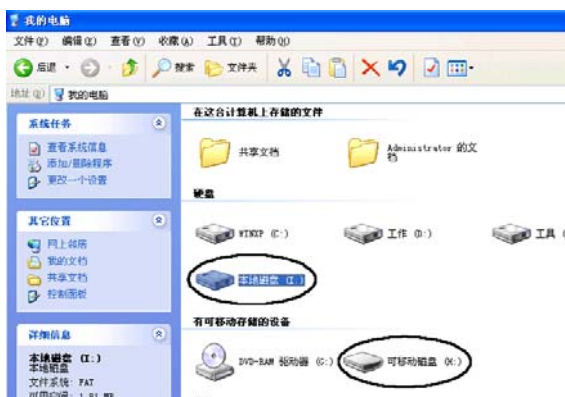 我的电脑
文件(F) 编辑(E) 查看(V) 收藏(A) 工具(T) 帮助(H)
后退 搜索 文件夹
地址(D) 我的电脑
系统任务
查看系统信息
添加/删除程序
更改一个设置
其它位置
网上邻居
我的文档
共享文档
控制面板
详细信息
本地磁盘 (I:)
本地磁盘
文件系统: FAT
可用空间: 1.91 MB
在这台计算机上存储的文件
共享文档
Administrator 的文档
硬盘
WINXP (C:) 工作 (D:) 工具 (
本地磁盘 (I:)
有可移动存储的设备
DVD-RAM 驱动器 (G:) 可移动磁盘 (H:)